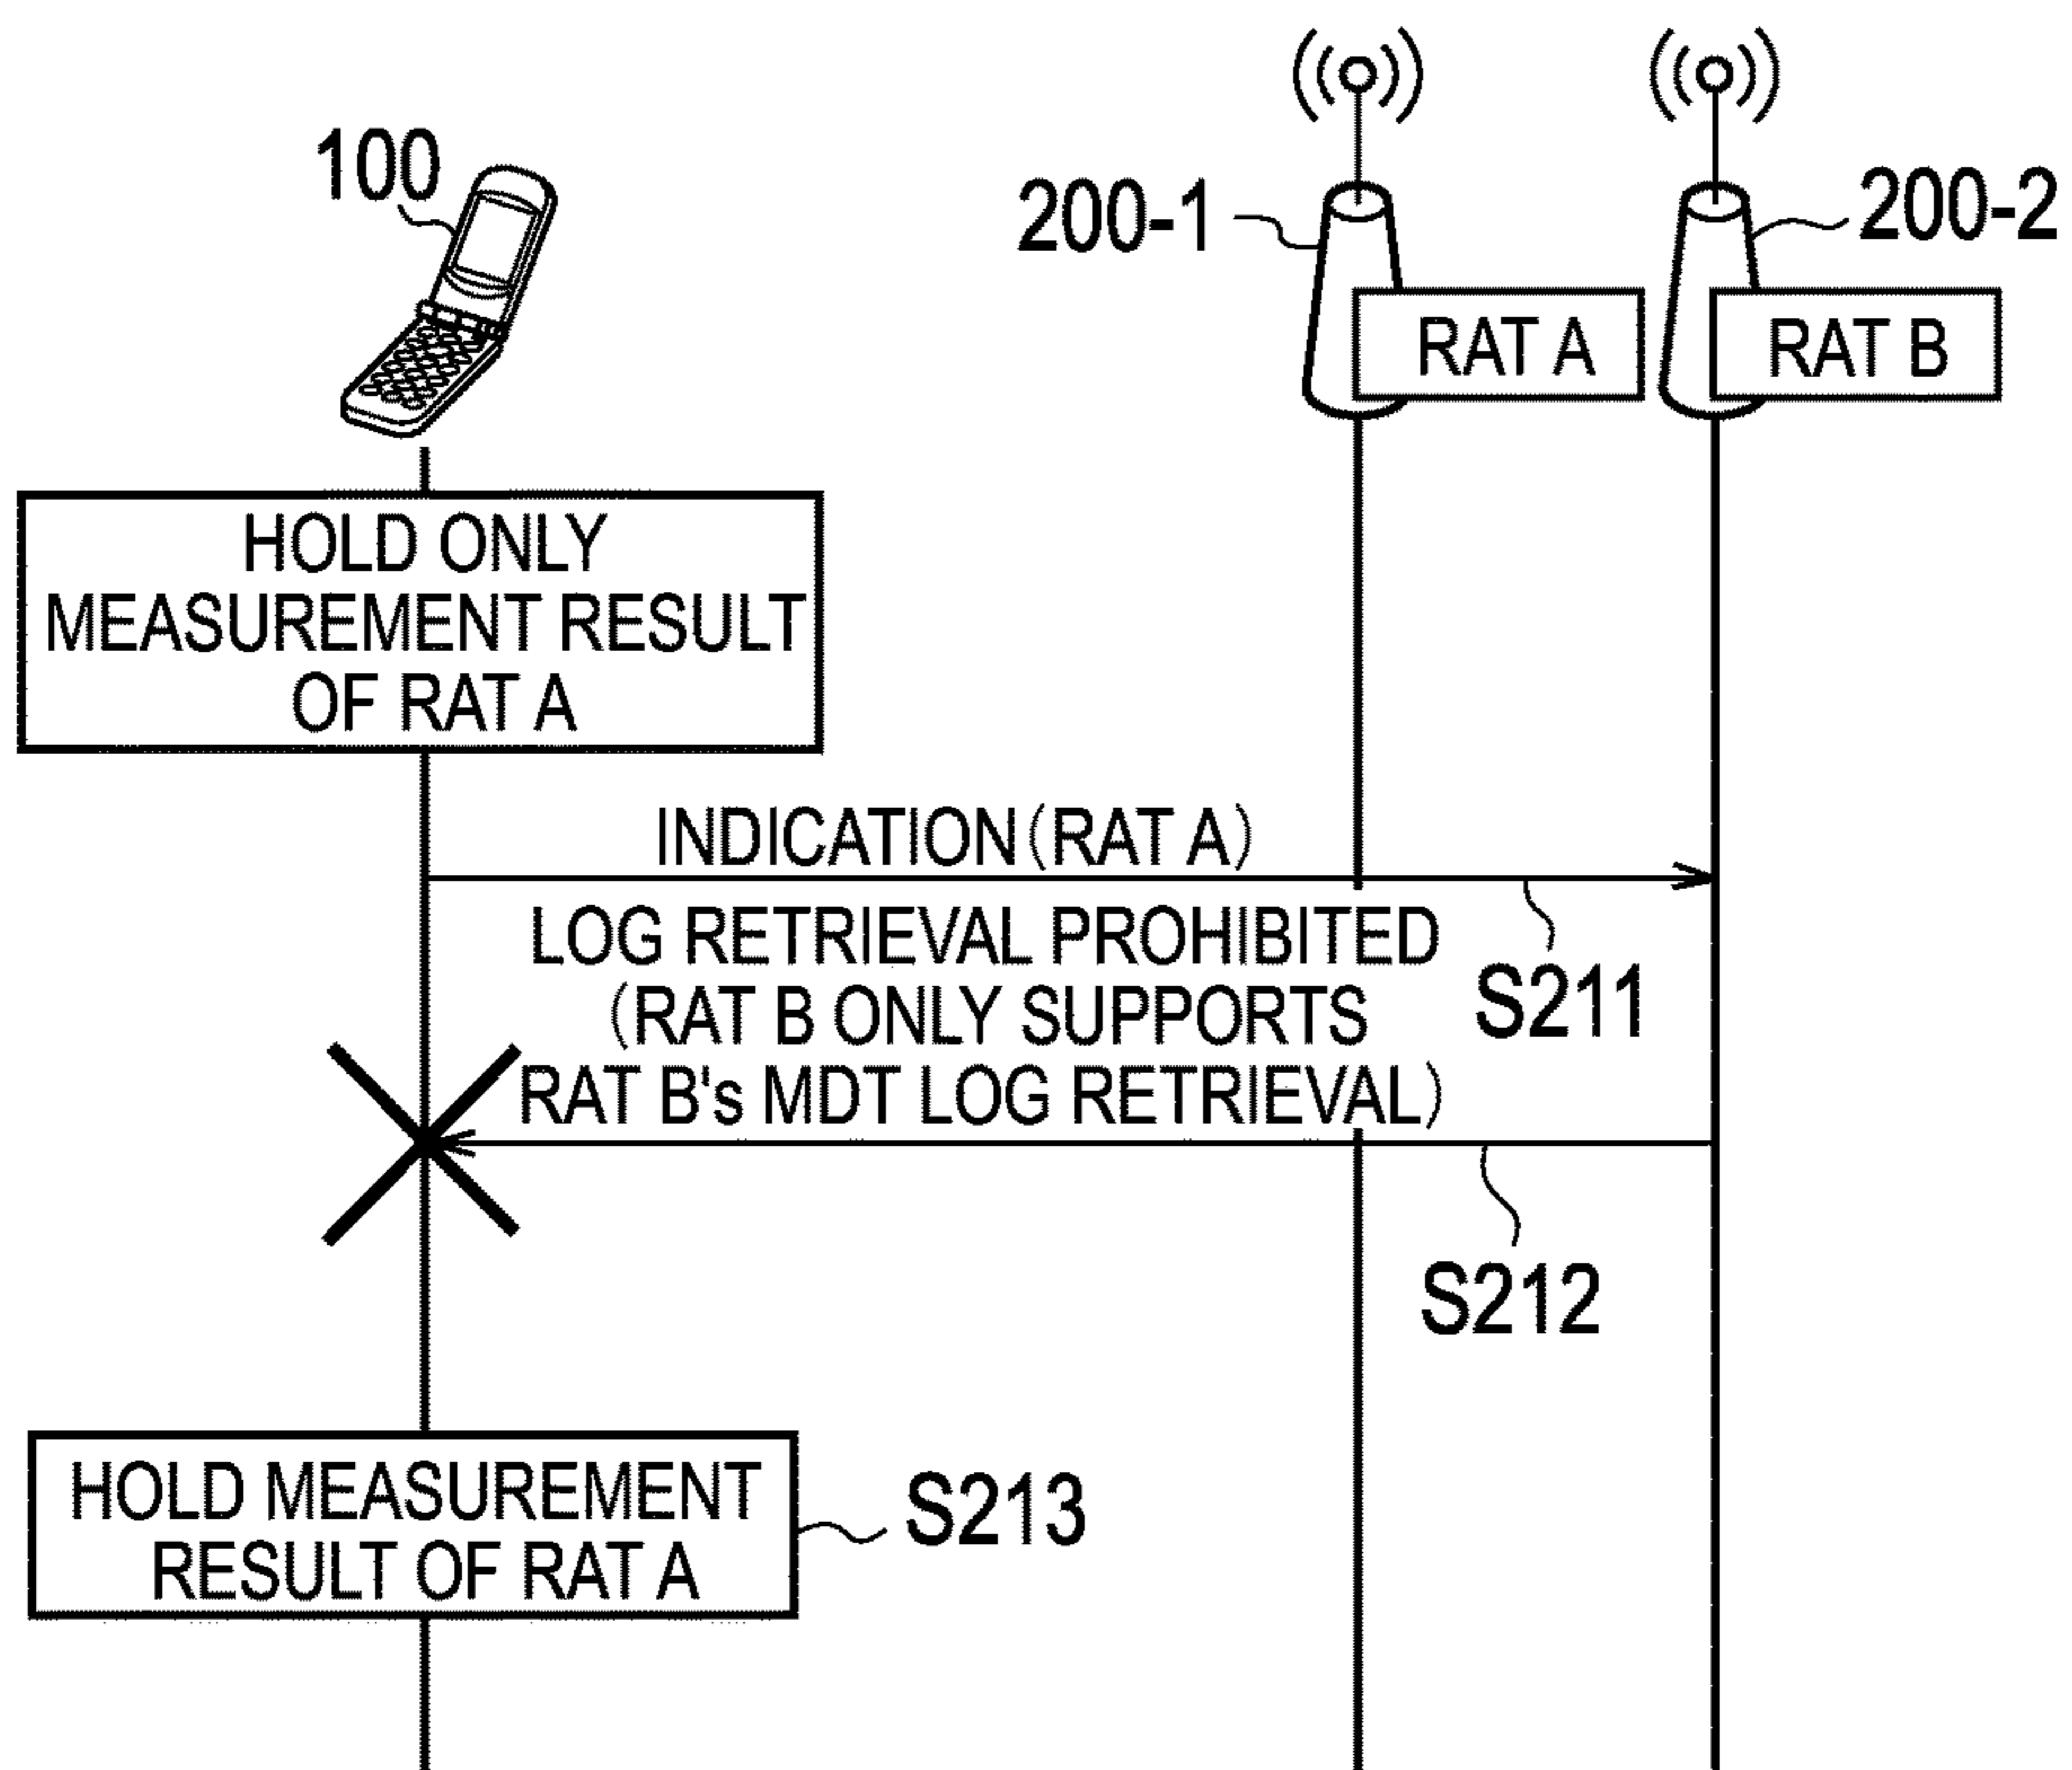 100
200-1
200-2
RAT A
RAT B
HOLD ONLY
MEASUREMENT RESULT
OF RAT A
INDICATION (RAT A)
LOG RETRIEVAL PROHIBITED
(RAT B ONLY SUPPORTS
RAT B's MDT LOG RETRIEVAL)
S211
S212
HOLD MEASUREMENT
RESULT OF RAT A
S213